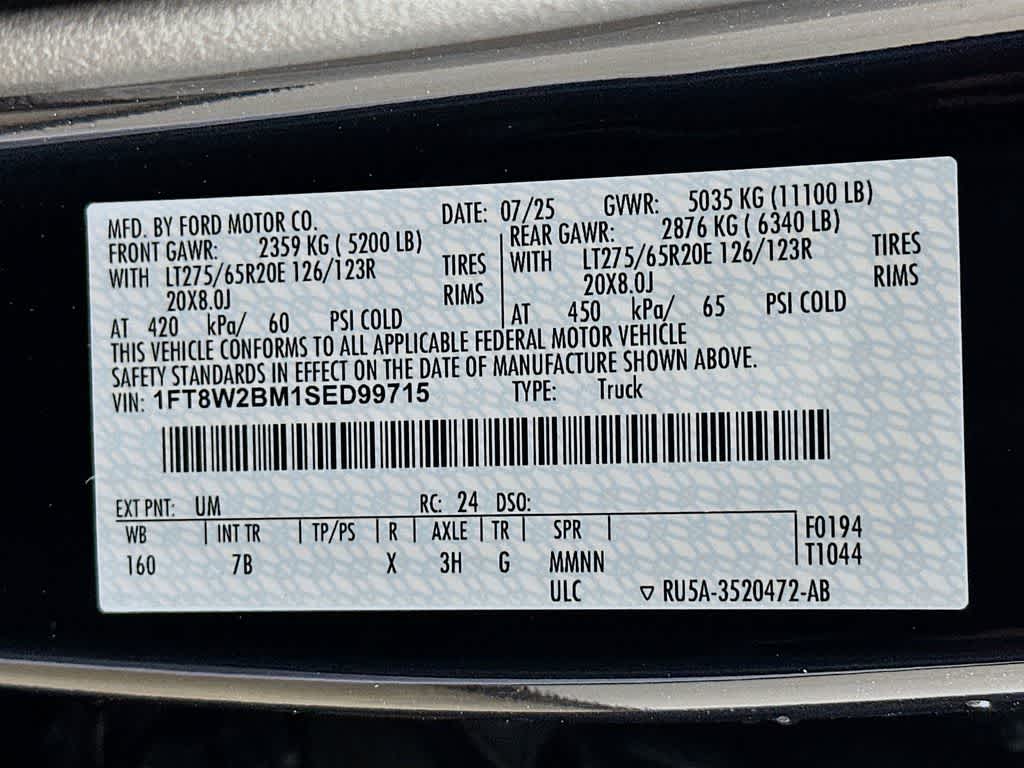 MFD. BY FORD MOTOR CO. DATE: 07/25 GVWR: 5035 KG (11100 LB)
FRONT GAWR: 2359 KG ( 5200 LB) REAR GAWR: 2876 KG ( 6340 LB)
WITH LT275/65R20E 126/123R TIRES WITH LT275/65R20E 126/123R TIRES
20X8.0J RIMS 20X8.0J RIMS
AT 420 kPa/ 60 PSI COLD AT 450 kPa/ 65 PSI COLD
THIS VEHICLE CONFORMS TO ALL APPLICABLE FEDERAL MOTOR VEHICLE
SAFETY STANDARDS IN EFFECT ON THE DATE OF MANUFACTURE SHOWN ABOVE.
VIN: 1FT8W2BM1SED99715 TYPE: Truck
EXT PNT: UM RC: 24 DSO:
WB INT TR TP/PS R AXLE TR SPR F0194
160 7B X 3H G MMNN T1044
ULC ▽ RU5A-3520472-AB